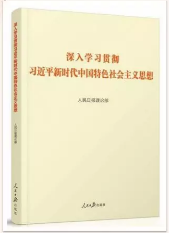 深入学习贯彻
习近平新时代中国特色社会主义思想
人民日报理论部
人民日报出版社